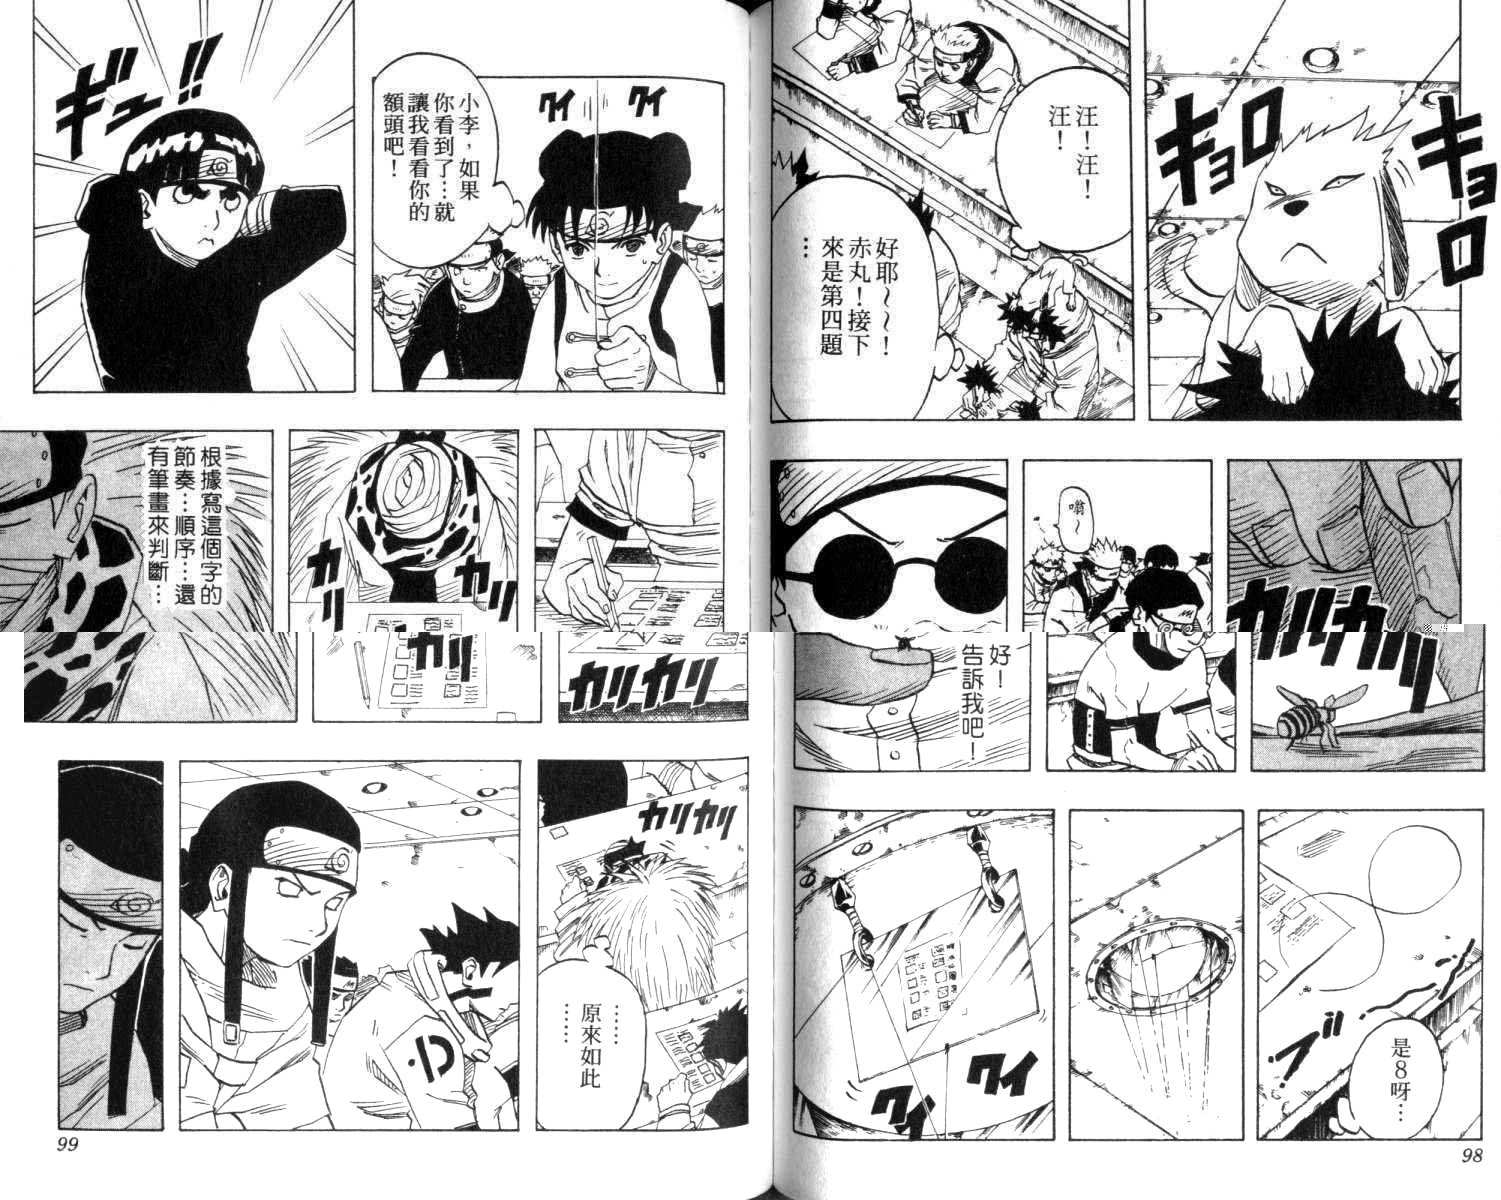 キョロ
キョロ
汪！汪！
汪！
好耶～～！
赤丸！接下
來是第四題
…
カリカリ
嗡～
好！
告訴我吧！
是8呀…
ブ
クイ
クイ
クイ
クイ
小李，如果
你看到了…就
讓我看看你的
額頭吧！
ギュ!!
カリカリ
カリ
カリ
根據寫這個字的
節奏…順序…還
有筆畫來判斷…
カリカリ
……
原來如此
……
98
99